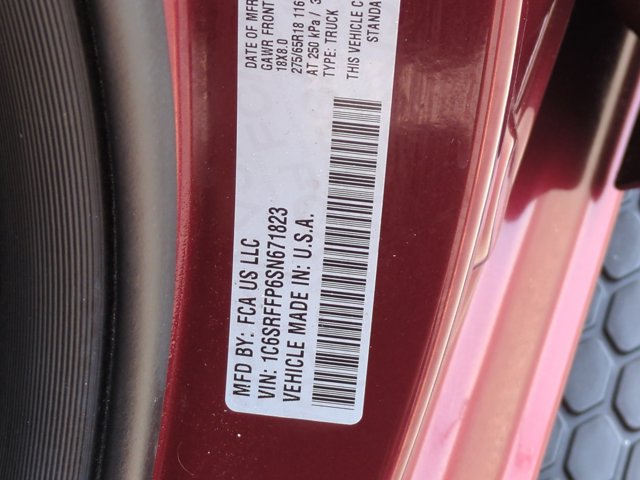 MFD BY: FCA US LLC
VIN: 1C6SRFFP6SN671823
VEHICLE MADE IN: U.S.A.
DATE OF MFR
GAWR FRONT
18X8.0
275/65R18 116
AT 250 kPa / 3
TYPE: TRUCK
THIS VEHICLE C
STANDA